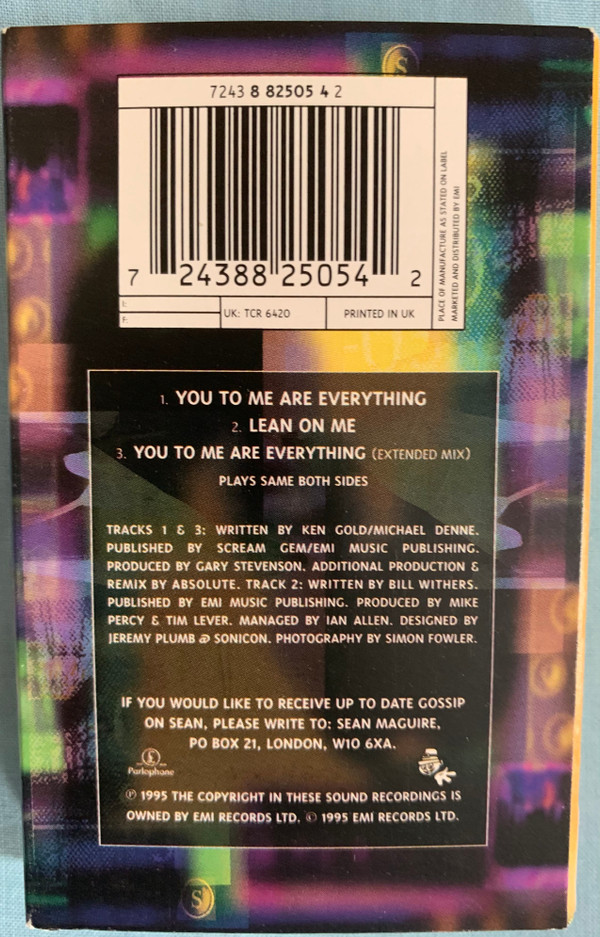 S
7243 8 82505 4 2
7 24388 25054 2
PLACE OF MANUFACTURE AS STATED ON LABEL
MARKETED AND DISTRIBUTED BY EMI
I:
F:
UK: TCR 6420
PRINTED IN UK
1. YOU TO ME ARE EVERYTHING
2. LEAN ON ME
3. YOU TO ME ARE EVERYTHING (EXTENDED MIX)
PLAYS SAME BOTH SIDES
TRACKS 1 & 3: WRITTEN BY KEN GOLD/MICHAEL DENNE.
PUBLISHED BY SCREAM GEM/EMI MUSIC PUBLISHING.
PRODUCED BY GARY STEVENSON. ADDITIONAL PRODUCTION &
REMIX BY ABSOLUTE. TRACK 2: WRITTEN BY BILL WITHERS.
PUBLISHED BY EMI MUSIC PUBLISHING. PRODUCED BY MIKE
PERCY & TIM LEVER. MANAGED BY IAN ALLEN. DESIGNED BY
JEREMY PLUMB @ SONICON. PHOTOGRAPHY BY SIMON FOWLER.
IF YOU WOULD LIKE TO RECEIVE UP TO DATE GOSSIP
ON SEAN, PLEASE WRITE TO: SEAN MAGUIRE,
PO BOX 21, LONDON, W10 6XA.
Parlophone
℗ 1995 THE COPYRIGHT IN THESE SOUND RECORDINGS IS
OWNED BY EMI RECORDS LTD. © 1995 EMI RECORDS LTD.
S